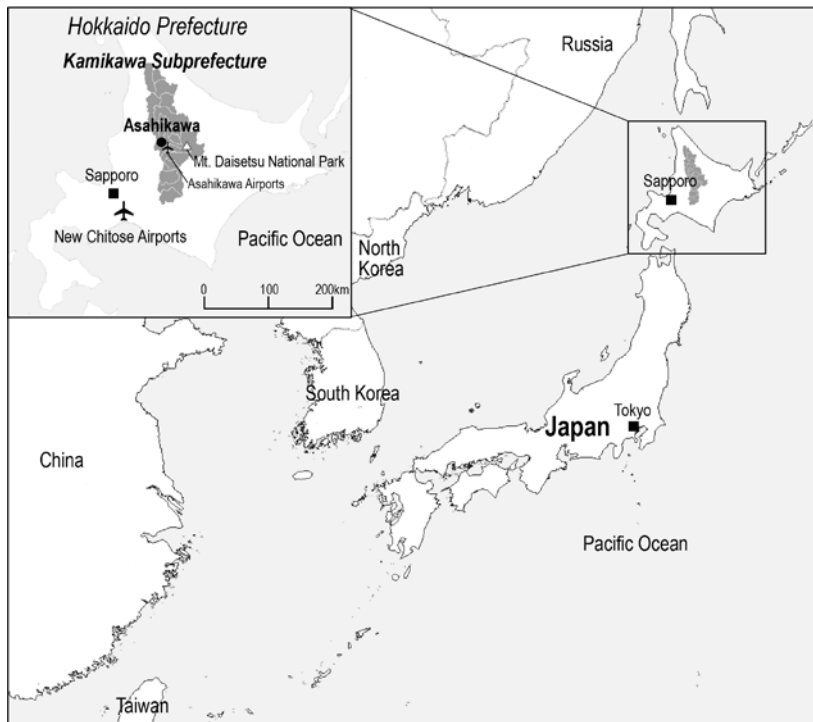 Hokkaido Prefecture
Kamikawa Subprefecture
Asahikawa
Mt. Daisetsu National Park
Asahikawa Airports
Sapporo
New Chitose Airports
Pacific Ocean
0 100 200km
Russia
Sapporo
North
Korea
South Korea
Japan
Tokyo
China
Pacific Ocean
Taiwan